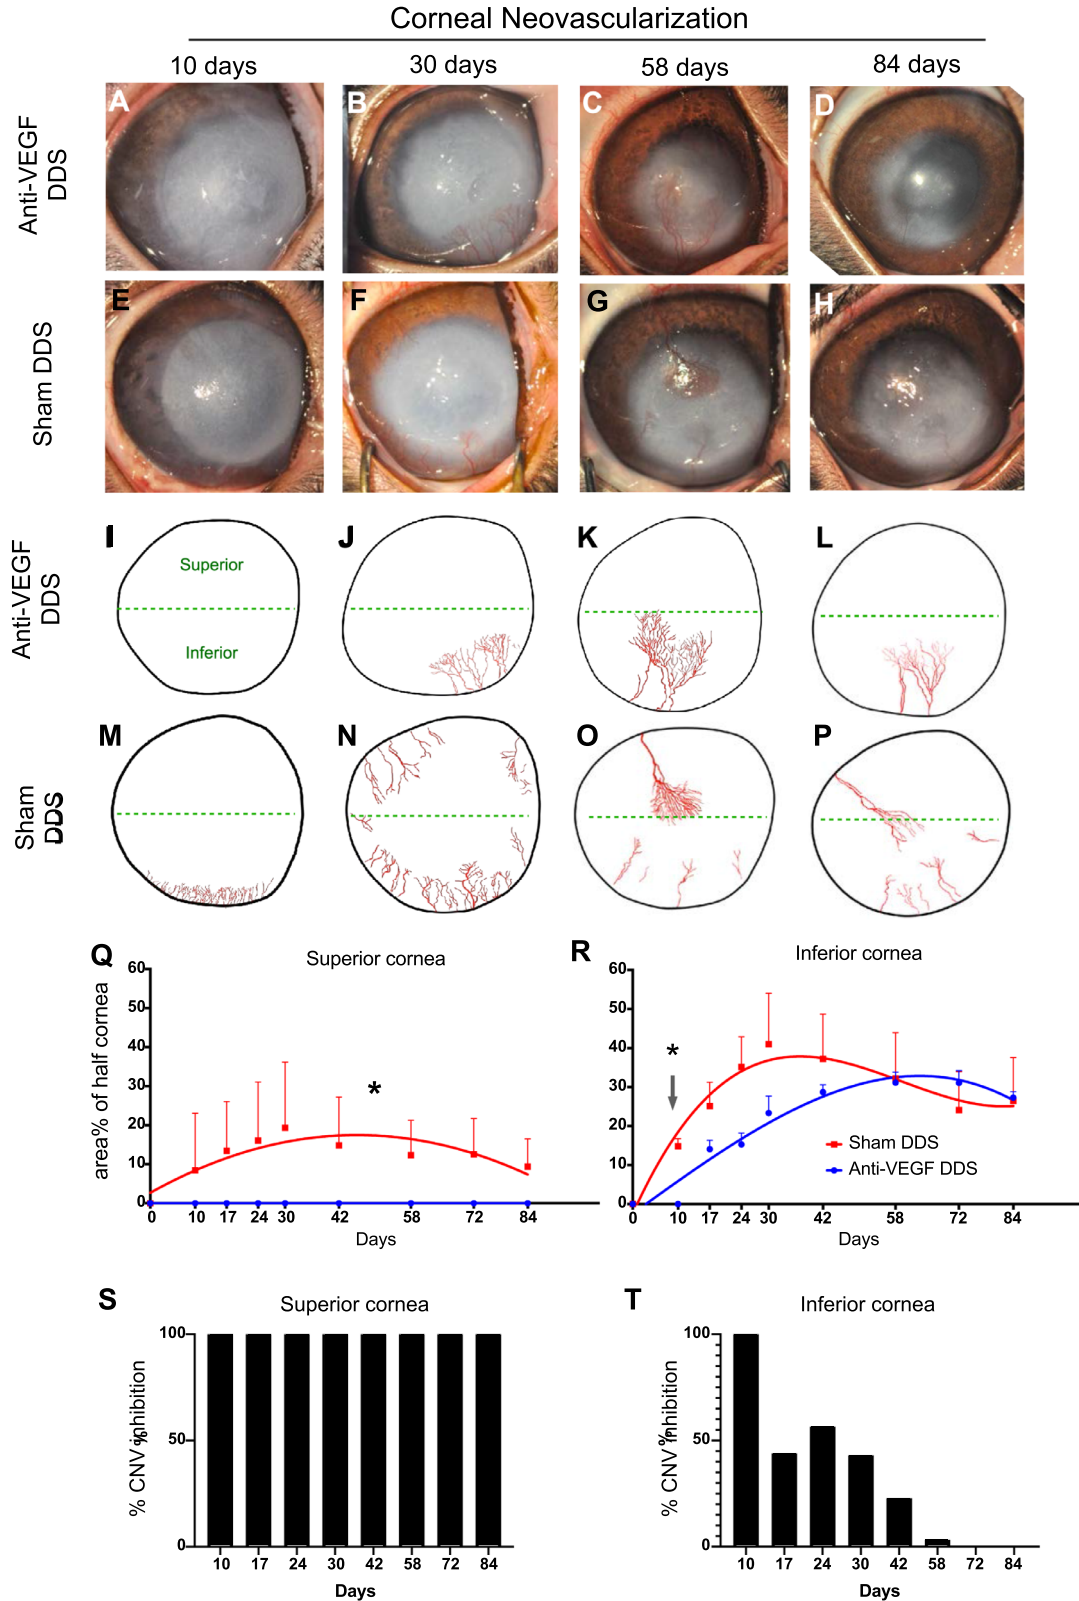 Corneal Neovascularization
10 days 30 days 58 days 84 days
Anti-VEGF
DDS
A B C D
Sham DDS
E F G H
Anti-VEGF
DDS
I J K L
Superior
Inferior
Sham
DDS
M N O P
Q
Superior cornea
area% of half cornea
60
50
40
30
20
10
0
*
0 10 17 24 30 42 58 72 84
Days
R
Inferior cornea
60
50
40
30
20
10
0
*
Sham DDS
Anti-VEGF DDS
0 10 17 24 30 42 58 72 84
Days
S
Superior cornea
% CNV inhibition
%
100
50
0
10 17 24 30 42 58 72 84
Days
T
Inferior cornea
% CNV inhibition
%
100
50
0
10 17 24 30 42 58 72 84
Days